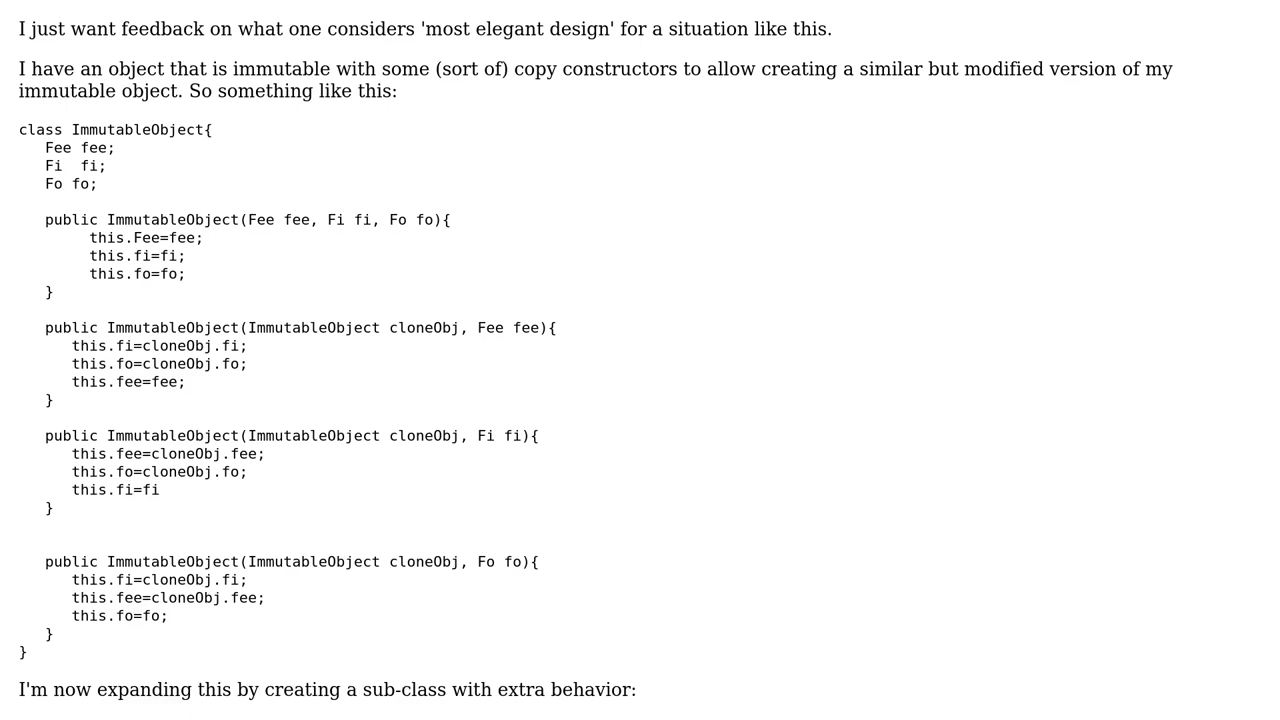 I just want feedback on what one considers 'most elegant design' for a situation like this.
I have an object that is immutable with some (sort of) copy constructors to allow creating a similar but modified version of my
immutable object. So something like this:
class ImmutableObject{
   Fee fee;
   Fi  fi;
   Fo fo;

   public ImmutableObject(Fee fee, Fi fi, Fo fo){
        this.Fee=fee;
        this.fi=fi;
        this.fo=fo;
   }

   public ImmutableObject(ImmutableObject cloneObj, Fee fee){
      this.fi=cloneObj.fi;
      this.fo=cloneObj.fo;
      this.fee=fee;
   }

   public ImmutableObject(ImmutableObject cloneObj, Fi fi){
      this.fee=cloneObj.fee;
      this.fo=cloneObj.fo;
      this.fi=fi
   }


   public ImmutableObject(ImmutableObject cloneObj, Fo fo){
      this.fi=cloneObj.fi;
      this.fee=cloneObj.fee;
      this.fo=fo;
   }
}
I'm now expanding this by creating a sub-class with extra behavior: